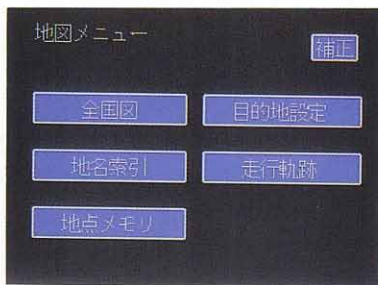 地図メニュー
補正
全国図
目的地設定
地名索引
走行軌跡
地点メモリ